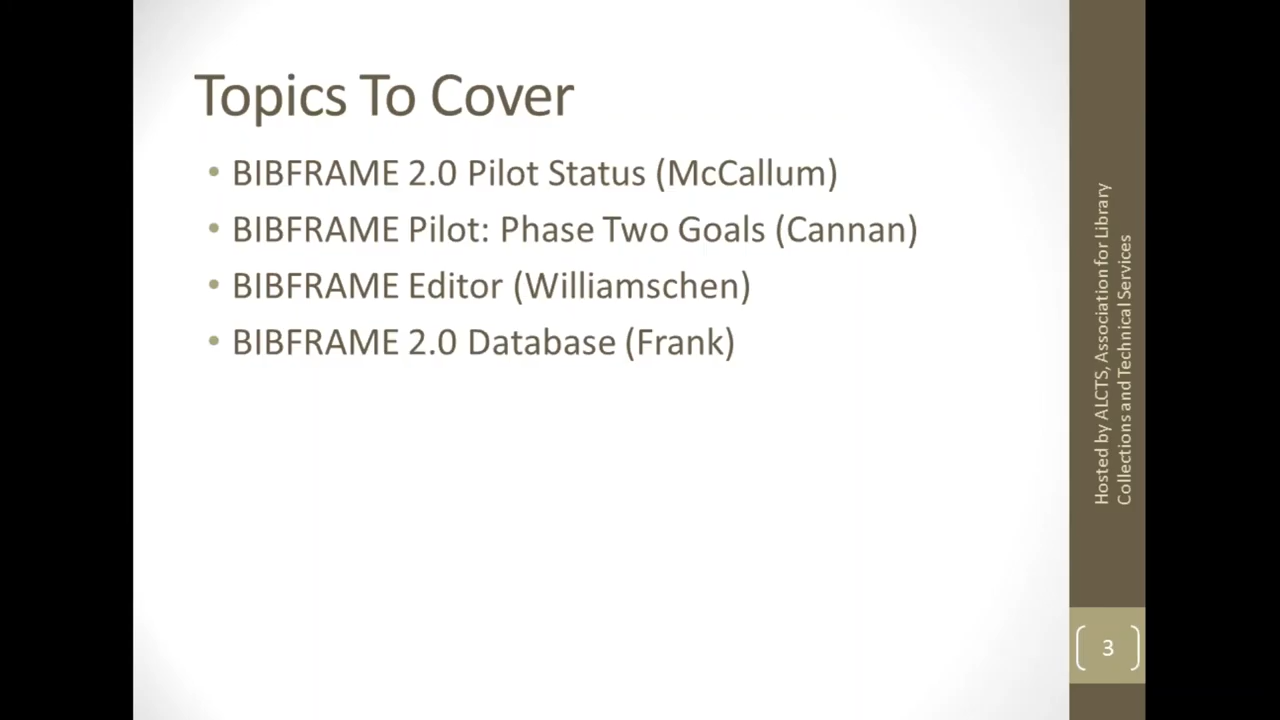 Topics To Cover
• BIBFRAME 2.0 Pilot Status (McCallum)
• BIBFRAME Pilot: Phase Two Goals (Cannan)
• BIBFRAME Editor (Williamschen)
• BIBFRAME 2.0 Database (Frank)
Hosted by ALCTS, Association for Library
Collections and Technical Services
3